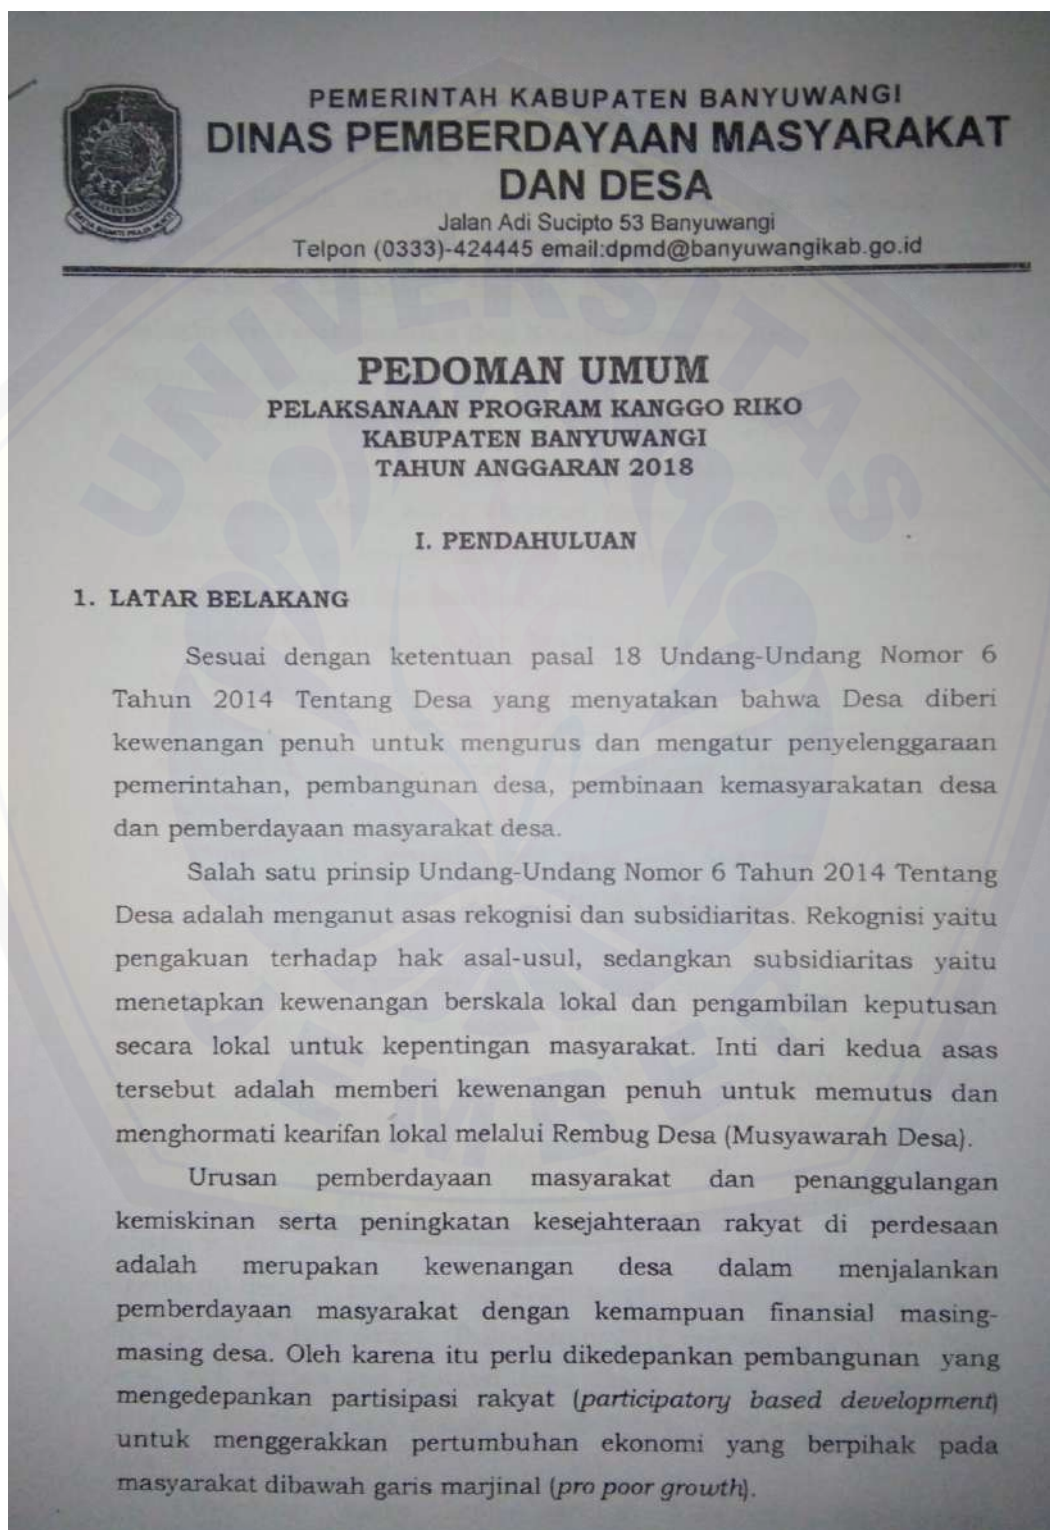 PEMERINTAH KABUPATEN BANYUWANGI
DINAS PEMBERDAYAAN MASYARAKAT
DAN DESA
Jalan Adi Sucipto 53 Banyuwangi
Telpon (0333)-424445 email:dpmd@banyuwangikab.go.id
UNIVERSITAS
PEDOMAN UMUM
PELAKSANAAN PROGRAM KANGGO RIKO
KABUPATEN BANYUWANGI
TAHUN ANGGARAN 2018
I. PENDAHULUAN
1. LATAR BELAKANG
Sesuai dengan ketentuan pasal 18 Undang-Undang Nomor 6
Tahun 2014 Tentang Desa yang menyatakan bahwa Desa diberi
kewenangan penuh untuk mengurus dan mengatur penyelenggaraan
pemerintahan, pembangunan desa, pembinaan kemasyarakatan desa
dan pemberdayaan masyarakat desa.
Salah satu prinsip Undang-Undang Nomor 6 Tahun 2014 Tentang
Desa adalah menganut asas rekognisi dan subsidiaritas. Rekognisi yaitu
pengakuan terhadap hak asal-usul, sedangkan subsidiaritas yaitu
menetapkan kewenangan berskala lokal dan pengambilan keputusan
secara lokal untuk kepentingan masyarakat. Inti dari kedua asas
tersebut adalah memberi kewenangan penuh untuk memutus dan
menghormati kearifan lokal melalui Rembug Desa (Musyawarah Desa).
Urusan pemberdayaan masyarakat dan penanggulangan
kemiskinan serta peningkatan kesejahteraan rakyat di perdesaan
adalah merupakan kewenangan desa dalam menjalankan
pemberdayaan masyarakat dengan kemampuan finansial masing-
masing desa. Oleh karena itu perlu dikedepankan pembangunan yang
mengedepankan partisipasi rakyat (participatory based development)
untuk menggerakkan pertumbuhan ekonomi yang berpihak pada
masyarakat dibawah garis marjinal (pro poor growth).